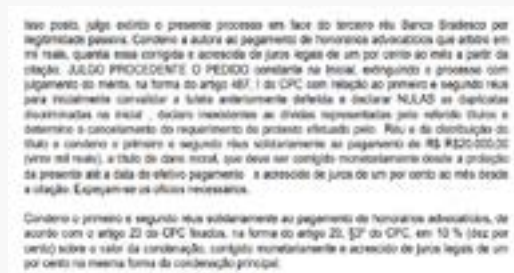 Isso posto, julgo extinto o presente processo em face do terceiro réu Banco Bradesco por
ilegitimidade passiva. Condeno a autora ao pagamento de honorários advocatícios que arbitro em
mil reais, quantia essa corrigida e acrescida de juros legais de um por cento ao mês a partir da
citação. JULGO PROCEDENTE O PEDIDO constante na inicial, extinguindo o processo com
julgamento do mérito, na forma do artigo 487, I do CPC com relação ao primeiro e segundo réus
para inicialmente convalidar a tutela anteriormente deferida e declarar NULAS as duplicatas
discriminadas na inicial , declaro inexistentes as dívidas representadas pelo referido títulos e
determino o cancelamento do requerimento de protesto efetuado pelo . Réu e da distribuição do
título e condeno o primeiro e segundo réus solidariamente ao pagamento de R$ R$20.000,00
(vinte mil reais), a título de dano moral, que deve ser corrigido monetariamente desde a prolação
da presente até a data do efetivo pagamento e acrescido de juros de um por cento ao mês desde
a citação. Expeçam-se os ofícios necessários.
Condeno o primeiro e segundo réus solidariamente ao pagamento de honorários advocatícios, de
acordo com o artigo 20 do CPC fixados, na forma do artigo 20, §3º do CPC, em 10 % (dez por
cento) sobre o valor da condenação, corrigido monetariamente e acrescido de juros legais de um
por cento na mesma forma da condenação principal.